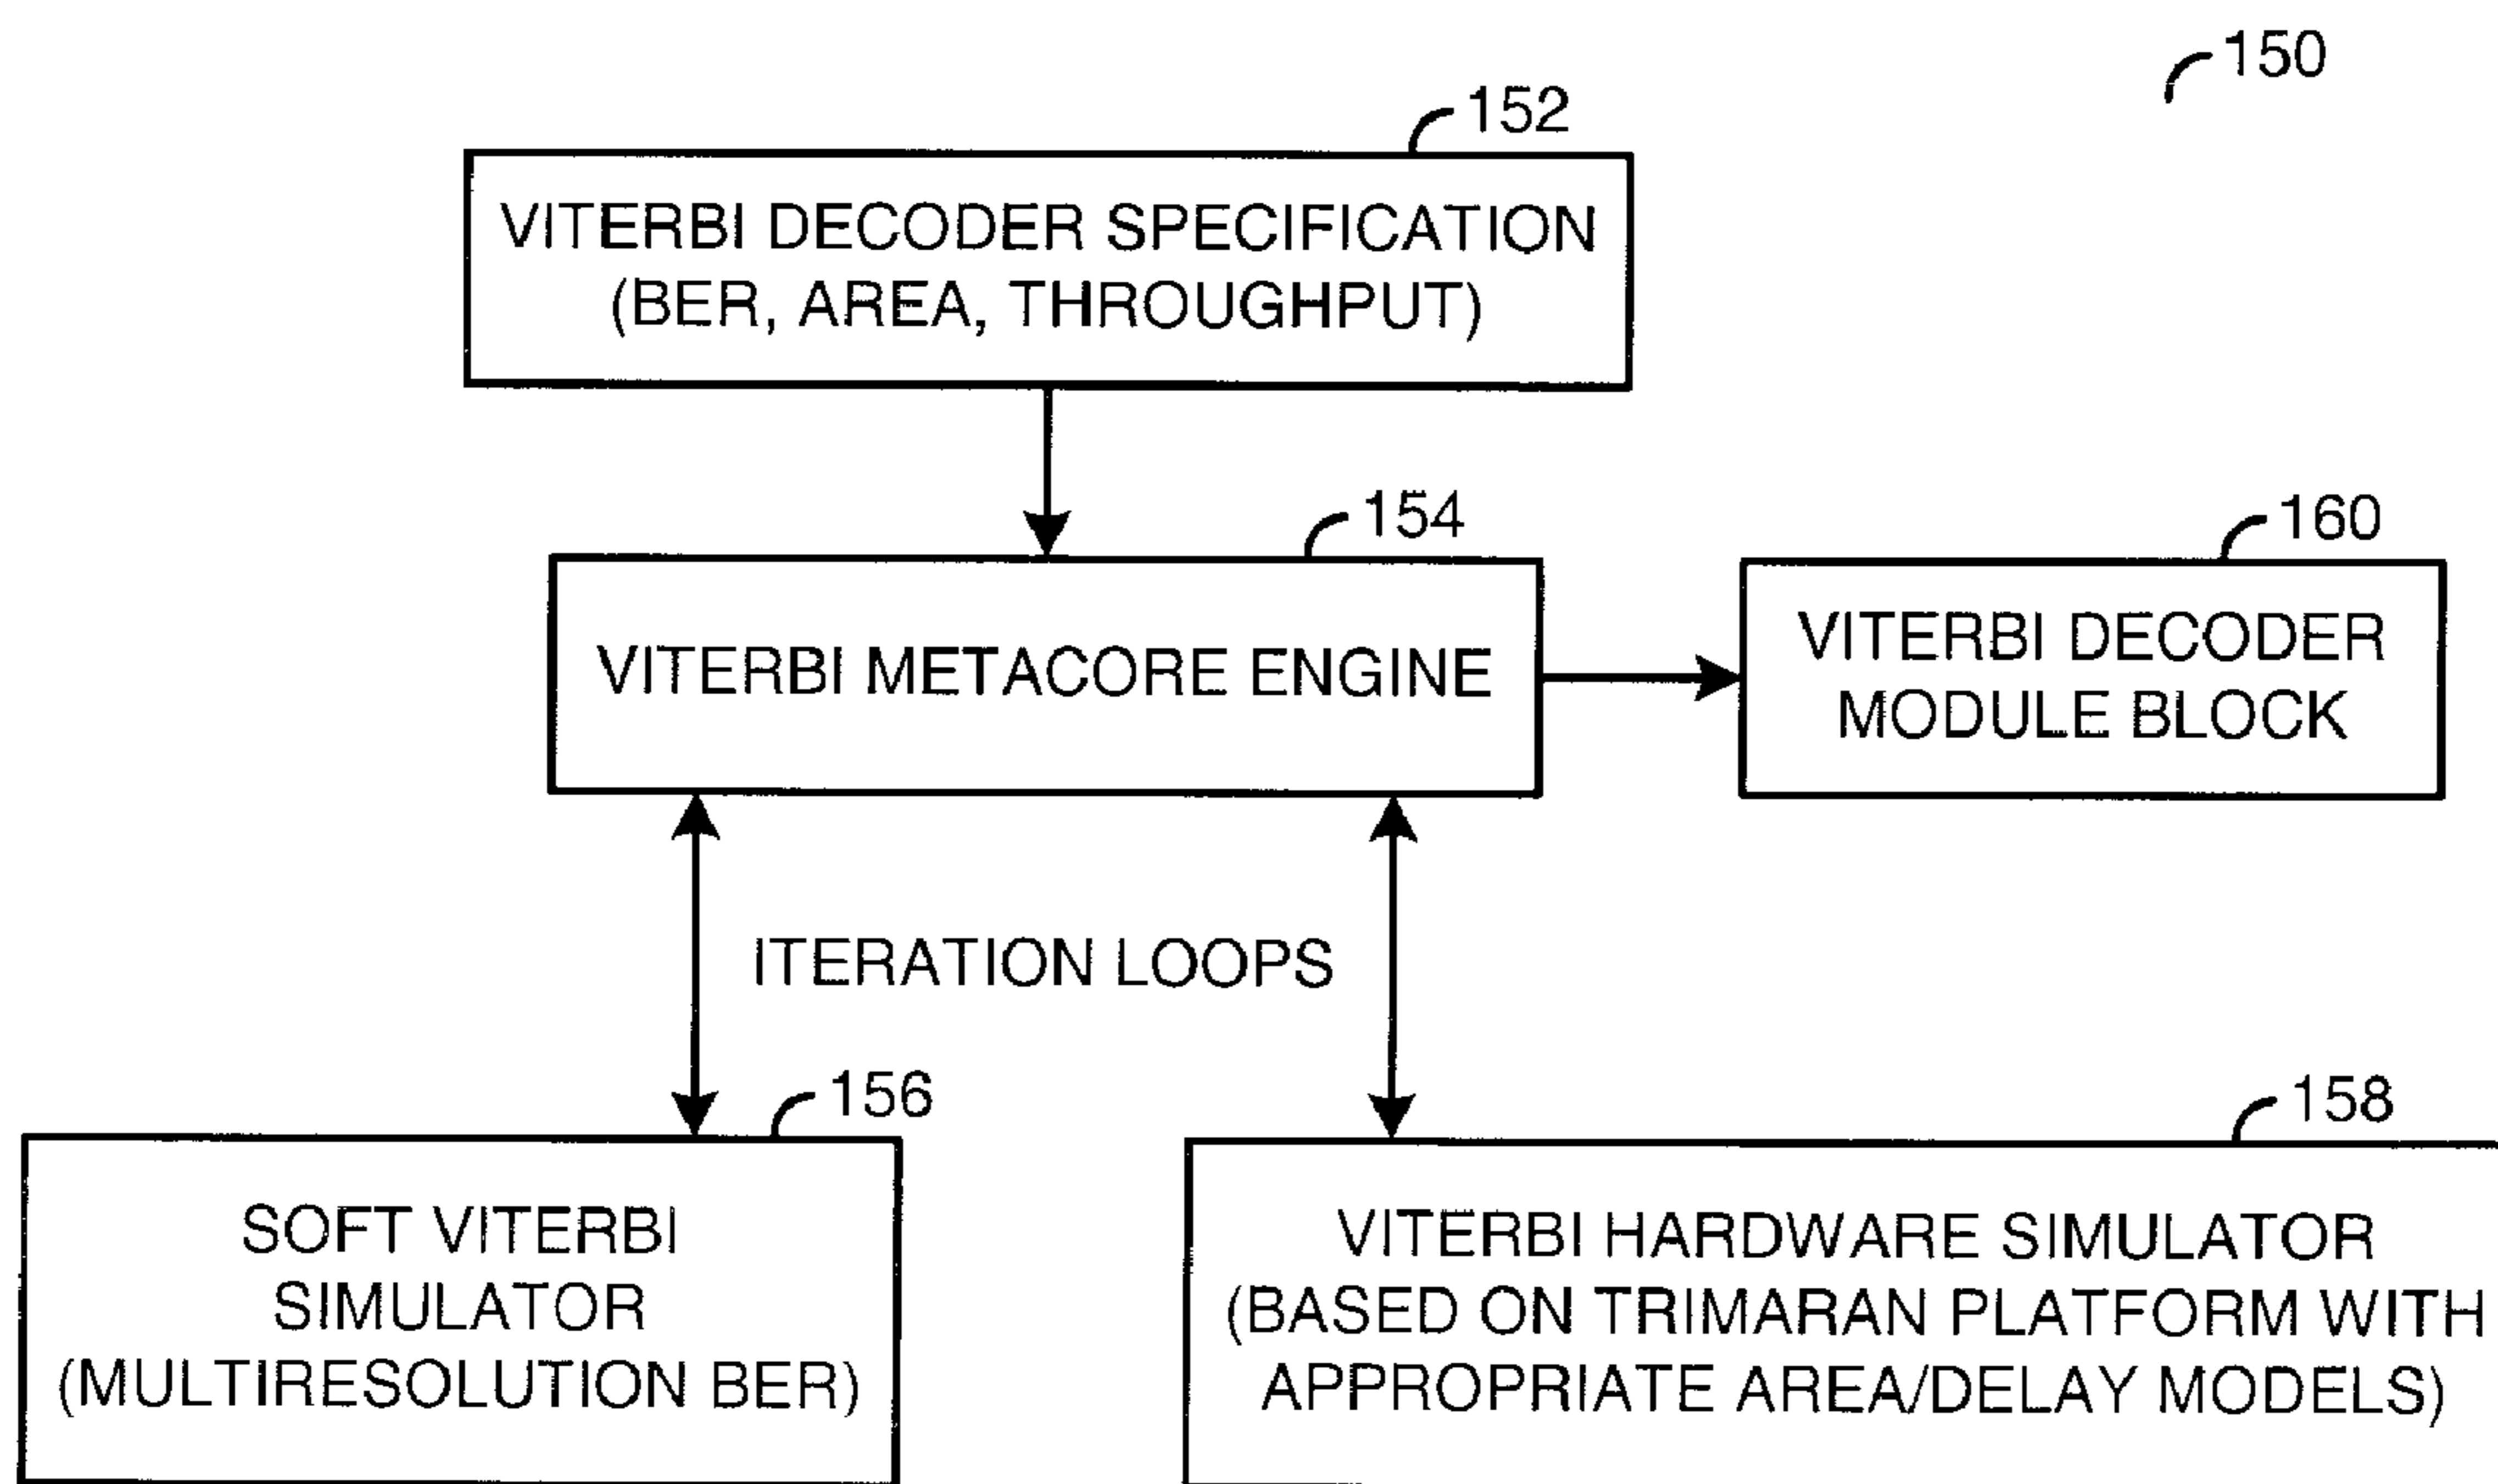 150
152
VITERBI DECODER SPECIFICATION
(BER, AREA, THROUGHPUT)
154
VITERBI METACORE ENGINE
160
VITERBI DECODER
MODULE BLOCK
ITERATION LOOPS
156
SOFT VITERBI
SIMULATOR
(MULTIRESOLUTION BER)
158
VITERBI HARDWARE SIMULATOR
(BASED ON TRIMARAN PLATFORM WITH
APPROPRIATE AREA/DELAY MODELS)